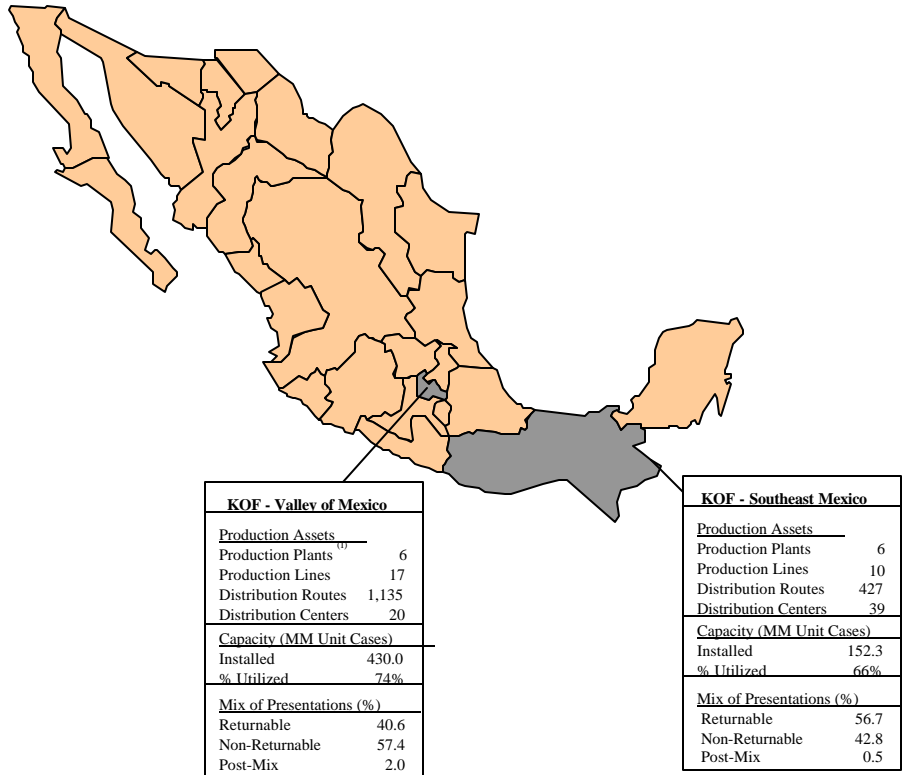 KOF - Valley of Mexico
Production Assets
Production Plants (1) 6
Production Lines 17
Distribution Routes 1,135
Distribution Centers 20
Capacity (MM Unit Cases)
Installed 430.0
% Utilized 74%
Mix of Presentations (%)
Returnable 40.6
Non-Returnable 57.4
Post-Mix 2.0
KOF - Southeast Mexico
Production Assets
Production Plants 6
Production Lines 10
Distribution Routes 427
Distribution Centers 39
Capacity (MM Unit Cases)
Installed 152.3
% Utilized 66%
Mix of Presentations (%)
Returnable 56.7
Non-Returnable 42.8
Post-Mix 0.5